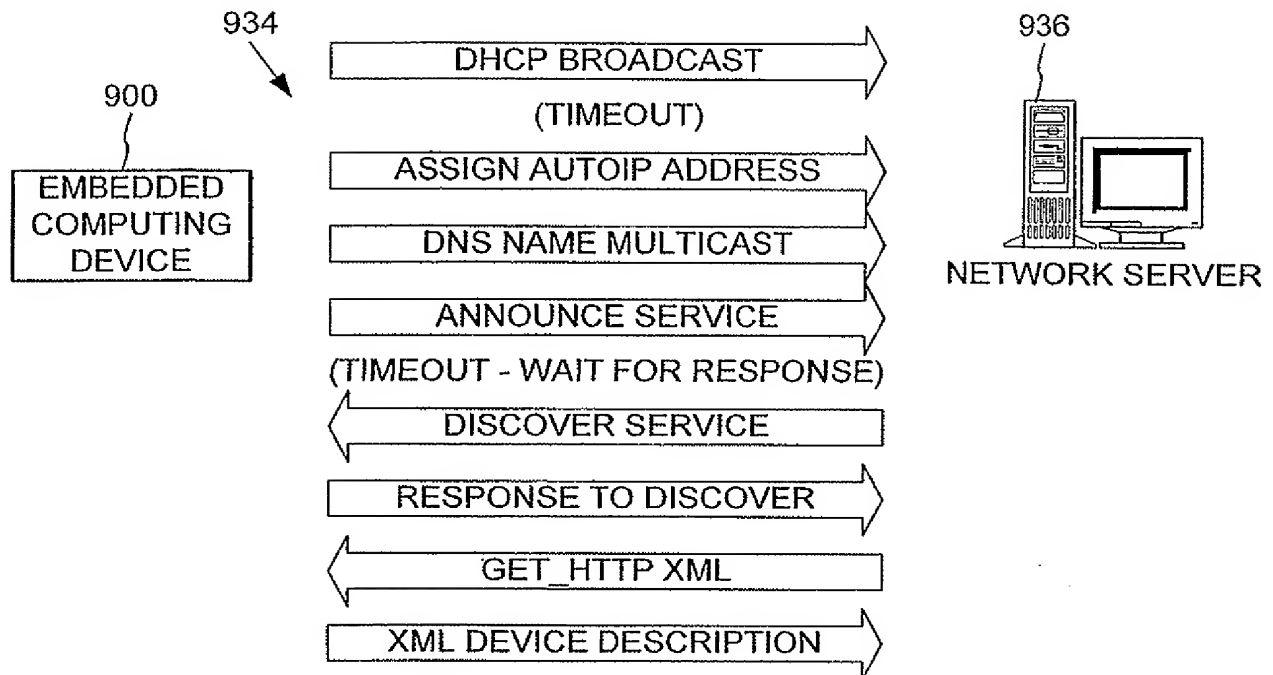 934
936
DHCP BROADCAST
900
(TIMEOUT)
EMBEDDED
COMPUTING
DEVICE
ASSIGN AUTOIP ADDRESS
DNS NAME MULTICAST
NETWORK SERVER
ANNOUNCE SERVICE
(TIMEOUT - WAIT FOR RESPONSE)
DISCOVER SERVICE
RESPONSE TO DISCOVER
GET_HTTP XML
XML DEVICE DESCRIPTION